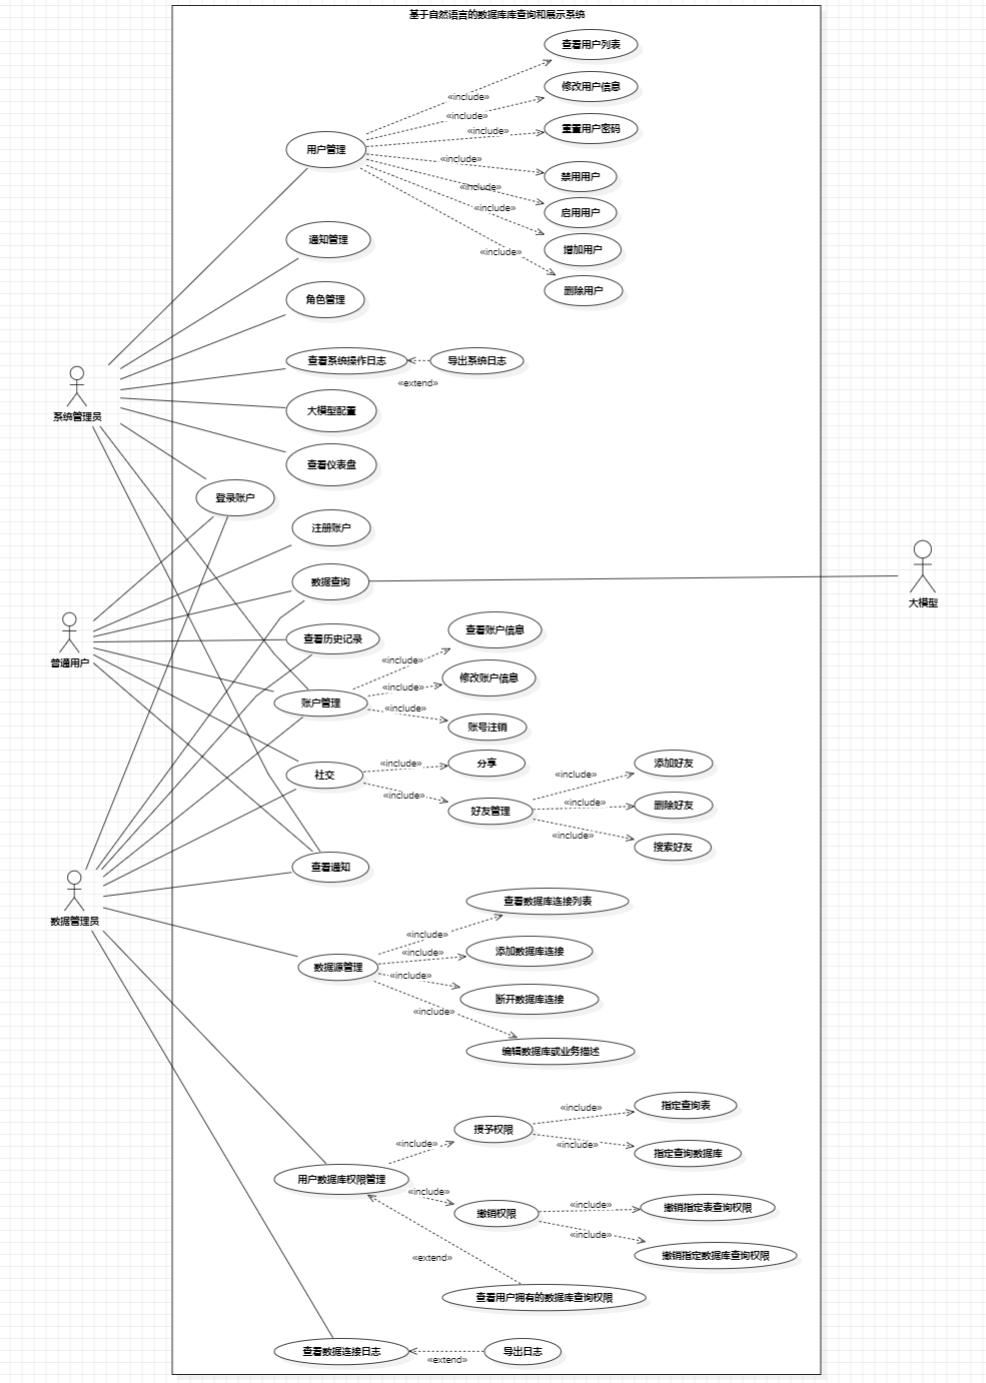 基于自然语言的数据库库查询和展示系统
查看用户列表
«include»
修改用户信息
«include»
重置用户密码
«include»
用户管理
«include»
禁用用户
«include»
启用用户
«include»
增加用户
«include»
删除用户
通知管理
角色管理
查看系统操作日志
导出系统日志
«extend»
系统管理员
大模型配置
查看仪表盘
登录账户
注册账户
数据查询
大模型
普通用户
查看历史记录
查看账户信息
«include»
修改账户信息
«include»
账户管理
«include»
账号注销
社交
«include»
分享
«include»
好友管理
«include»
添加好友
«include»
删除好友
«include»
搜索好友
查看通知
数据管理员
查看数据库连接列表
«include»
数据源管理
«include»
添加数据库连接
«include»
断开数据库连接
«include»
编辑数据库或业务描述
指定查询表
«include»
授予权限
«include»
«include»
指定查询数据库
用户数据库权限管理
«include»
撤销权限
«include»
撤销指定表查询权限
«include»
撤销指定数据库查询权限
«extend»
查看用户拥有的数据库查询权限
查看数据连接日志
«extend»
导出日志